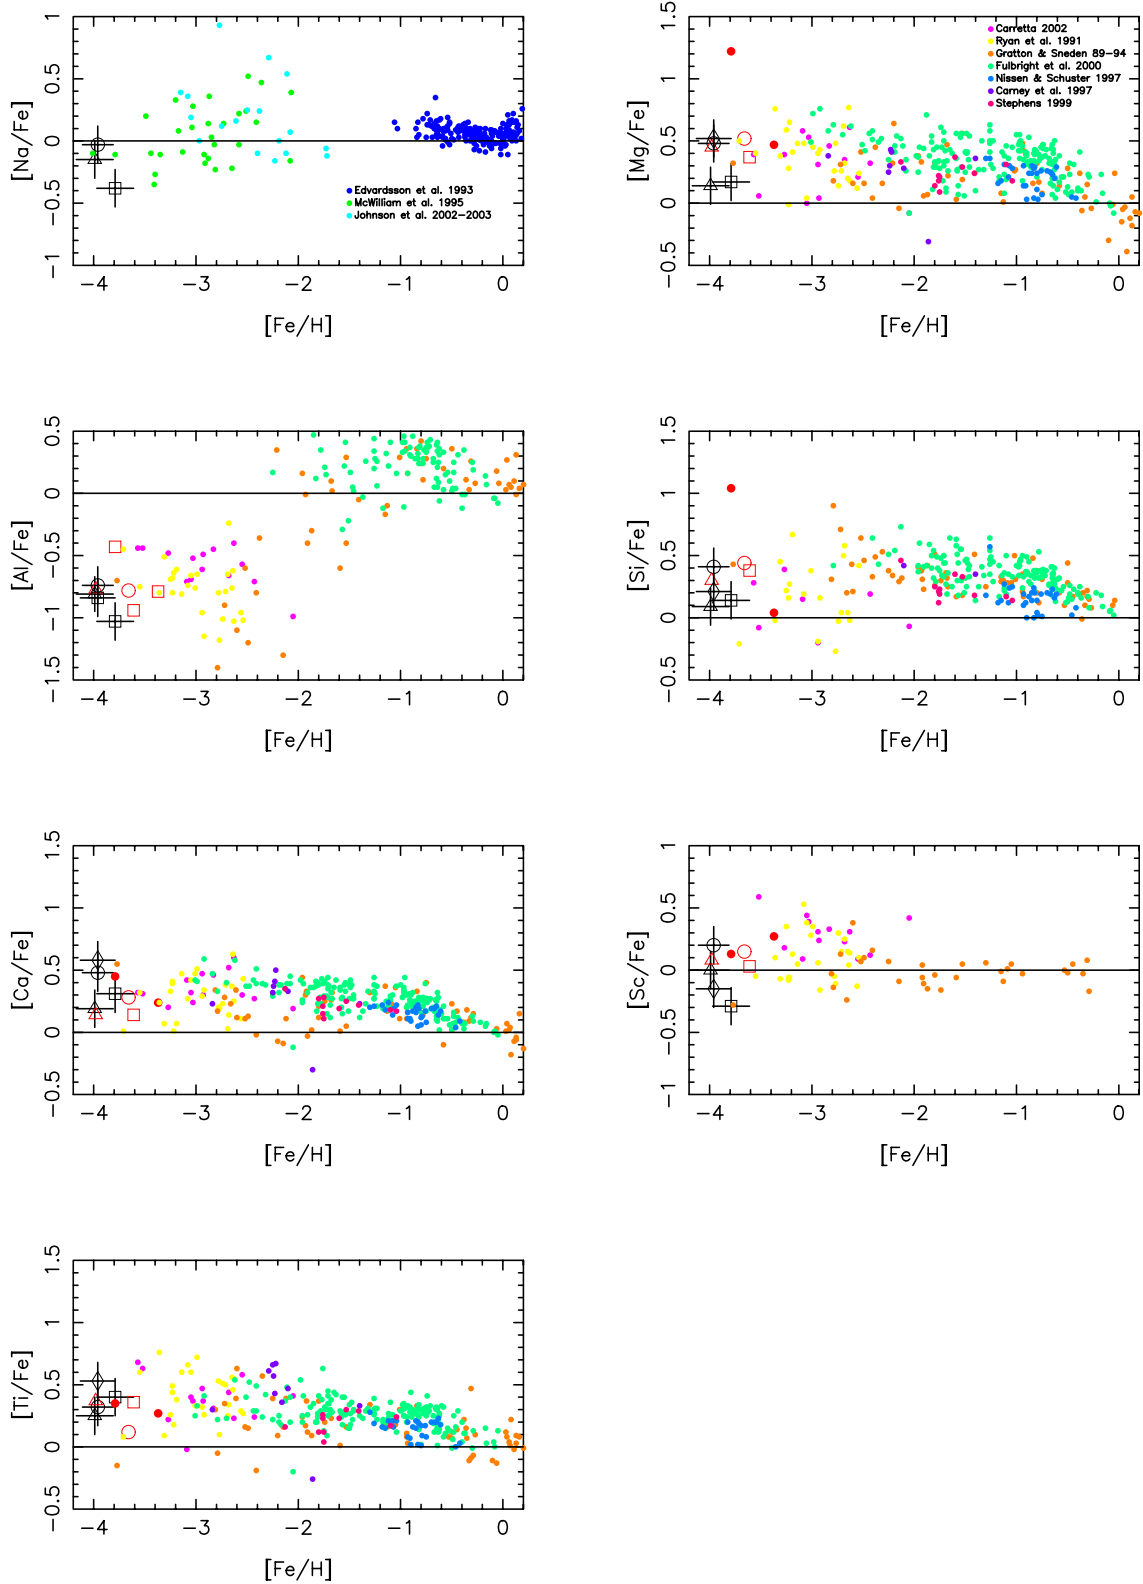 [Na/Fe]
1
0.5
0
−0.5
−1
−4 −3 −2 −1 0
[Fe/H]
Edvardsson et al. 1993
McWilliam et al. 1995
Johnson et al. 2002−2003
[Mg/Fe]
1.5
1
0.5
0
−0.5
−4 −3 −2 −1 0
[Fe/H]
Carretta 2002
Ryan et al. 1991
Gratton & Sneden 89−94
Fulbright et al. 2000
Nissen & Schuster 1997
Carney et al. 1997
Stephens 1999
[Al/Fe]
0.5
0
−0.5
−1
−1.5
−4 −3 −2 −1 0
[Fe/H]
[Si/Fe]
1.5
1
0.5
0
−0.5
−4 −3 −2 −1 0
[Fe/H]
[Ca/Fe]
1.5
1
0.5
0
−0.5
−4 −3 −2 −1 0
[Fe/H]
[Sc/Fe]
1
0.5
0
−0.5
−1
−4 −3 −2 −1 0
[Fe/H]
[Ti/Fe]
1.5
1
0.5
0
−0.5
−4 −3 −2 −1 0
[Fe/H]